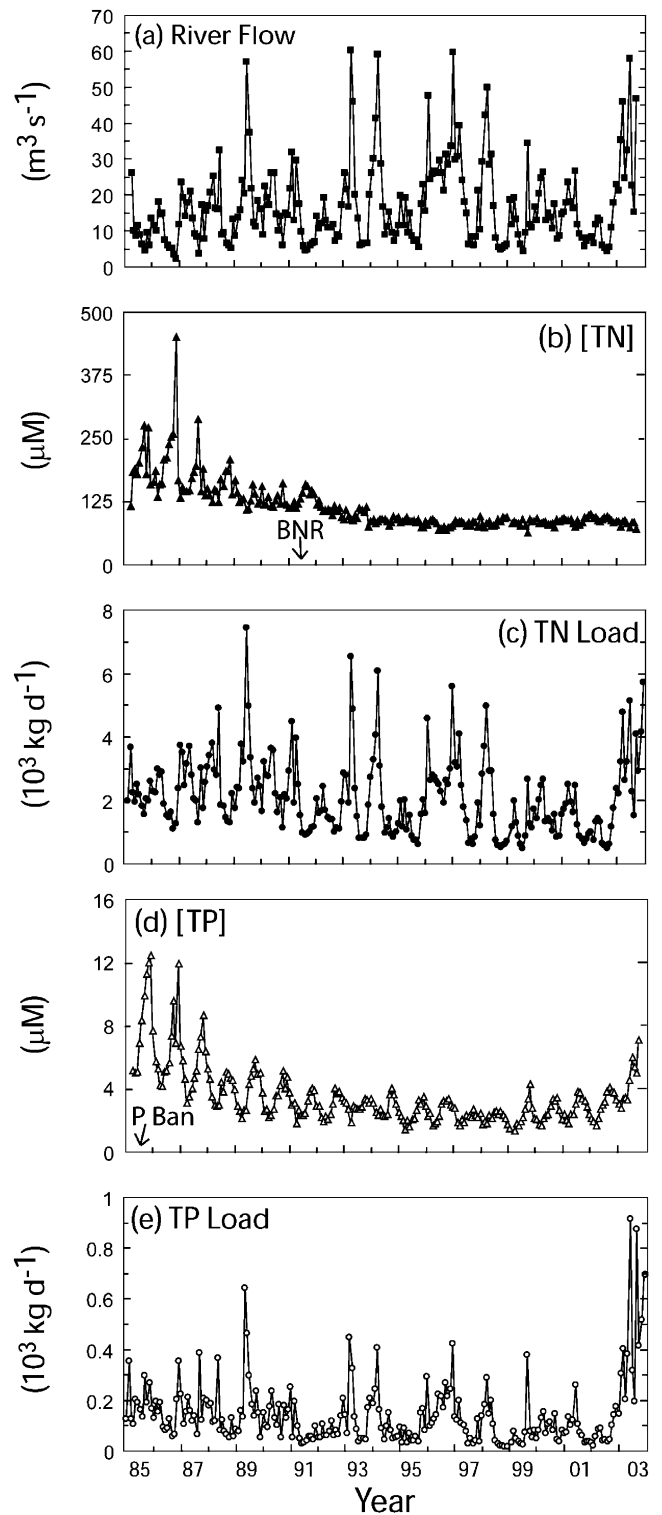 (a) River Flow
(m³ s⁻¹)
70
60
50
40
30
20
10
0
(b) [TN]
(μM)
500
375
250
125
0
BNR
(c) TN Load
(10³ kg d⁻¹)
8
6
4
2
0
(d) [TP]
(μM)
16
12
8
4
0
P Ban
(e) TP Load
(10³ kg d⁻¹)
1
0.8
0.6
0.4
0.2
0
85 87 89 91 93 95 97 99 01 03
Year